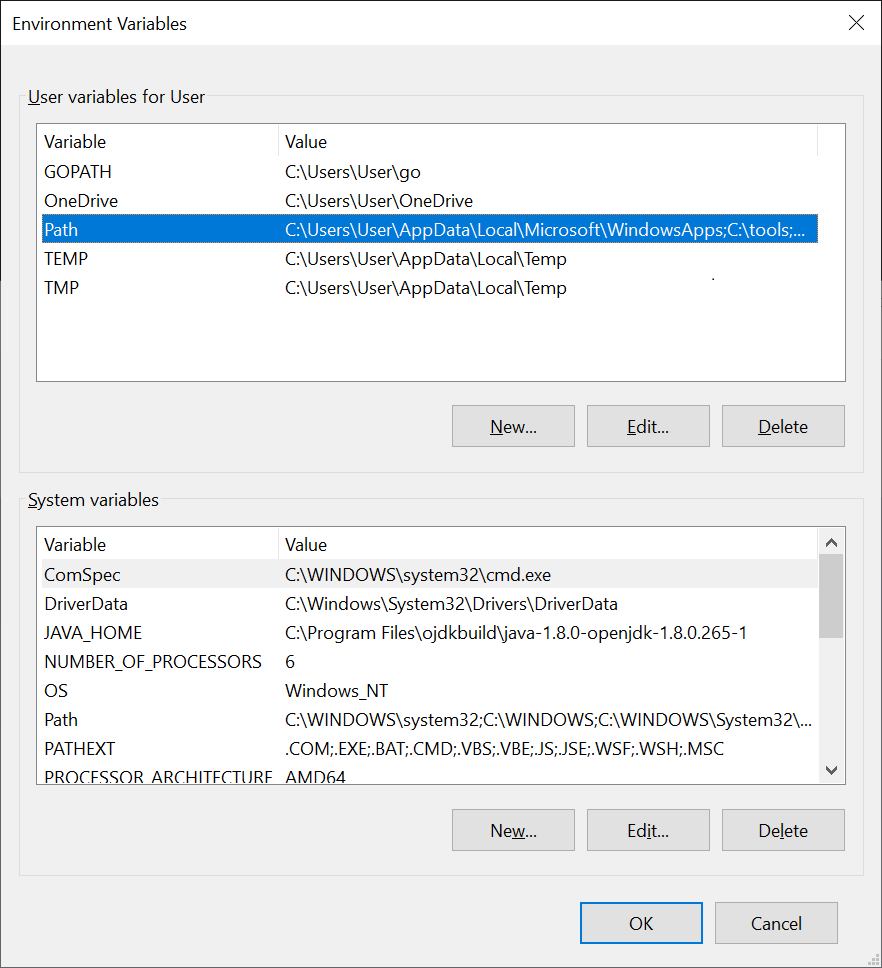 Environment Variables
User variables for User
Variable Value
GOPATH C:\Users\User\go
OneDrive C:\Users\User\OneDrive
Path C:\Users\User\AppData\Local\Microsoft\WindowsApps;C:\tools;...
TEMP C:\Users\User\AppData\Local\Temp
TMP C:\Users\User\AppData\Local\Temp
New... Edit... Delete
System variables
Variable Value
ComSpec C:\WINDOWS\system32\cmd.exe
DriverData C:\Windows\System32\Drivers\DriverData
JAVA_HOME C:\Program Files\ojdkbuild\java-1.8.0-openjdk-1.8.0.265-1
NUMBER_OF_PROCESSORS 6
OS Windows_NT
Path C:\WINDOWS\system32;C:\WINDOWS;C:\WINDOWS\System32\...
PATHEXT .COM;.EXE;.BAT;.CMD;.VBS;.VBE;.JS;.JSE;.WSF;.WSH;.MSC
PROCESSOR_ARCHITECTURE AMD64
New... Edit... Delete
OK Cancel